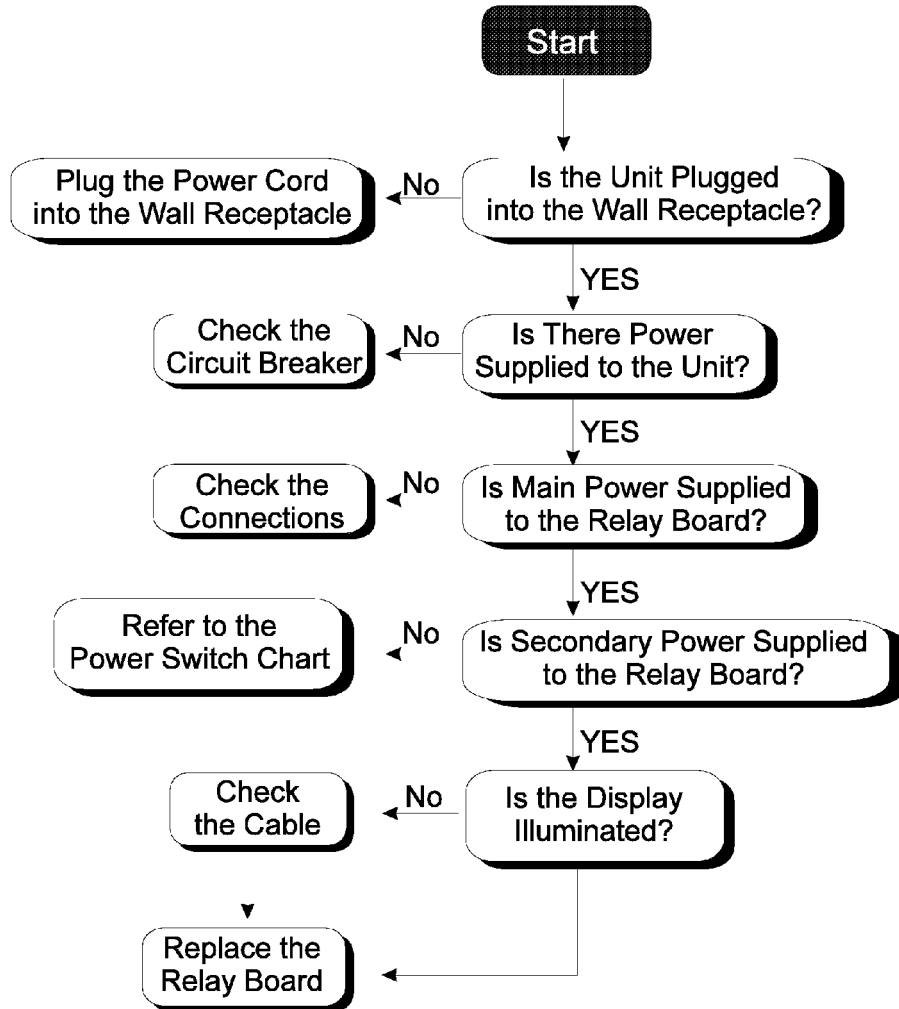 Start
Is the Unit Plugged
into the Wall Receptacle?
No
Plug the Power Cord
into the Wall Receptacle
YES
Is There Power
Supplied to the Unit?
No
Check the
Circuit Breaker
YES
Is Main Power Supplied
to the Relay Board?
No
Check the
Connections
YES
Is Secondary Power Supplied
to the Relay Board?
No
Refer to the
Power Switch Chart
YES
Is the Display
Illuminated?
No
Check
the Cable
Replace the
Relay Board